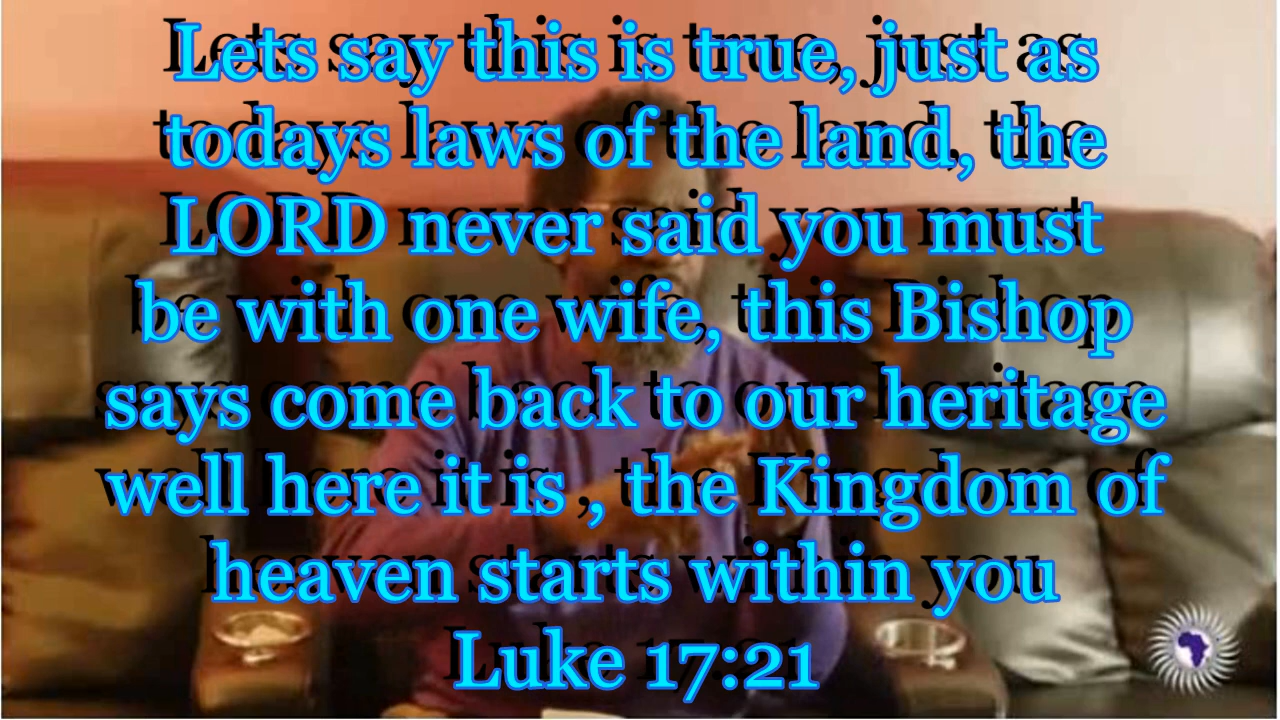 Lets say this is true, just as
todays laws of the land, the
LORD never said you must
be with one wife, this Bishop
says come back to our heritage
well here it is , the Kingdom of
heaven starts within you
Luke 17:21